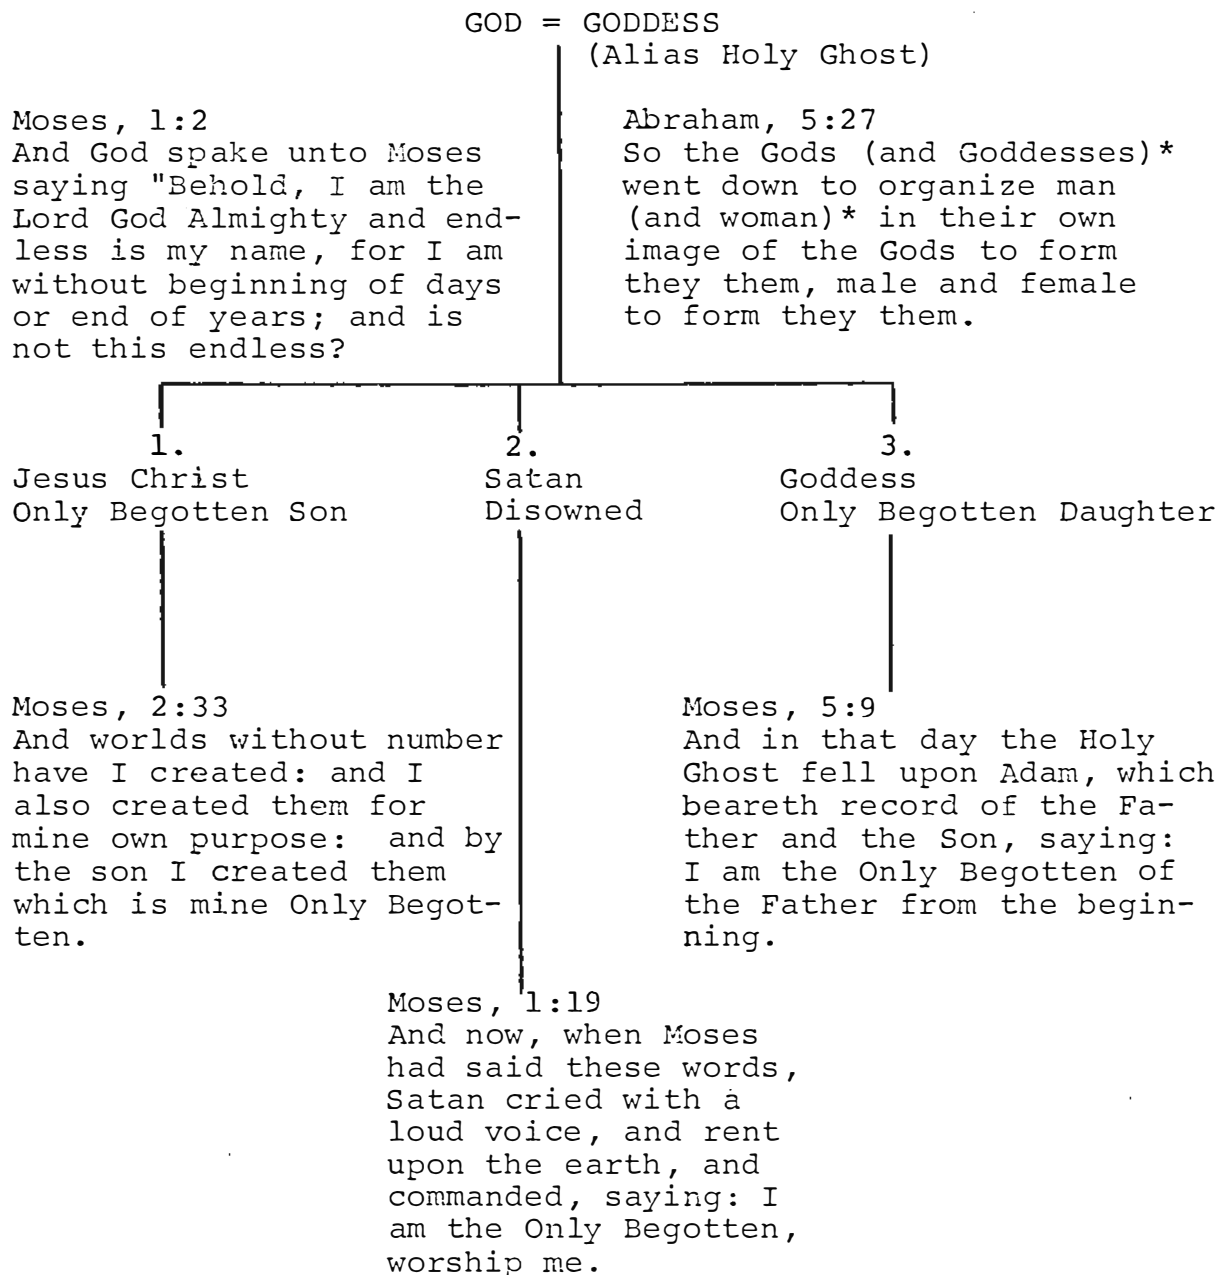 GOD = GODDESS
(Alias Holy Ghost)
Moses, 1:2
And God spake unto Moses
saying "Behold, I am the
Lord God Almighty and end-
less is my name, for I am
without beginning of days
or end of years; and is
not this endless?
Abraham, 5:27
So the Gods (and Goddesses)*
went down to organize man
(and woman)* in their own
image of the Gods to form
they them, male and female
to form they them.
1.
Jesus Christ
Only Begotten Son
2.
Satan
Disowned
3.
Goddess
Only Begotten Daughter
Moses, 2:33
And worlds without number
have I created: and I
also created them for
mine own purpose: and by
the son I created them
which is mine Only Begot-
ten.
Moses, 5:9
And in that day the Holy
Ghost fell upon Adam, which
beareth record of the Fa-
ther and the Son, saying:
I am the Only Begotten of
the Father from the begin-
ning.
Moses, 1:19
And now, when Moses
had said these words,
Satan cried with a
loud voice, and rent
upon the earth, and
commanded, saying: I
am the Only Begotten,
worship me.